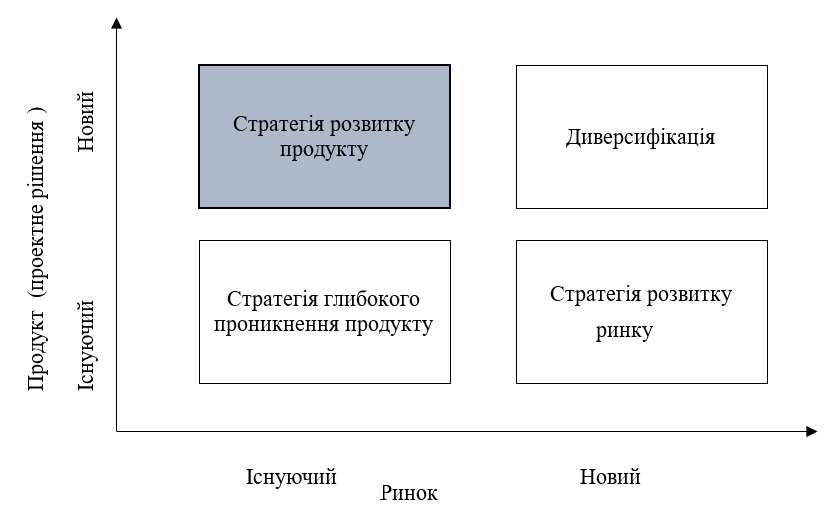 Продукт (проектне рішення )
Новий
Існуючий
Стратегія розвитку
продукту
Диверсифікація
Стратегія глибокого
проникнення продукту
Стратегія розвитку
ринку
Існуючий
Новий
Ринок